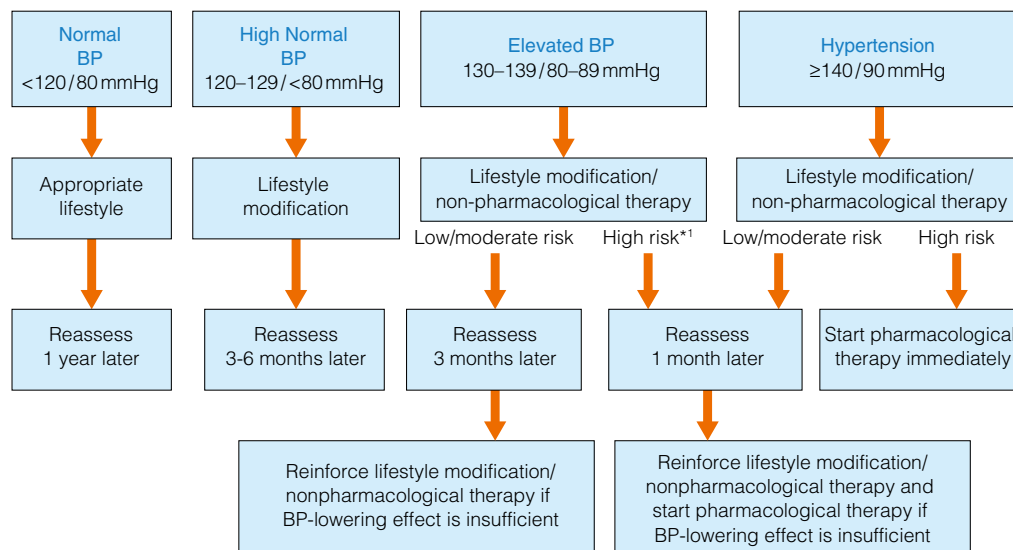 Normal
BP
<120/80 mmHg
High Normal
BP
120–129/<80 mmHg
Elevated BP
130–139/80–89 mmHg
Hypertension
≥140/90 mmHg
Appropriate
lifestyle
Lifestyle
modification
Lifestyle modification/
non-pharmacological therapy
Lifestyle modification/
non-pharmacological therapy
Low/moderate risk
High risk*1
Low/moderate risk
High risk
Reassess
1 year later
Reassess
3-6 months later
Reassess
3 months later
Reassess
1 month later
Start pharmacological
therapy immediately
Reinforce lifestyle modification/
nonpharmacological therapy if
BP-lowering effect is insufficient
Reinforce lifestyle modification/
nonpharmacological therapy and
start pharmacological therapy if
BP-lowering effect is insufficient